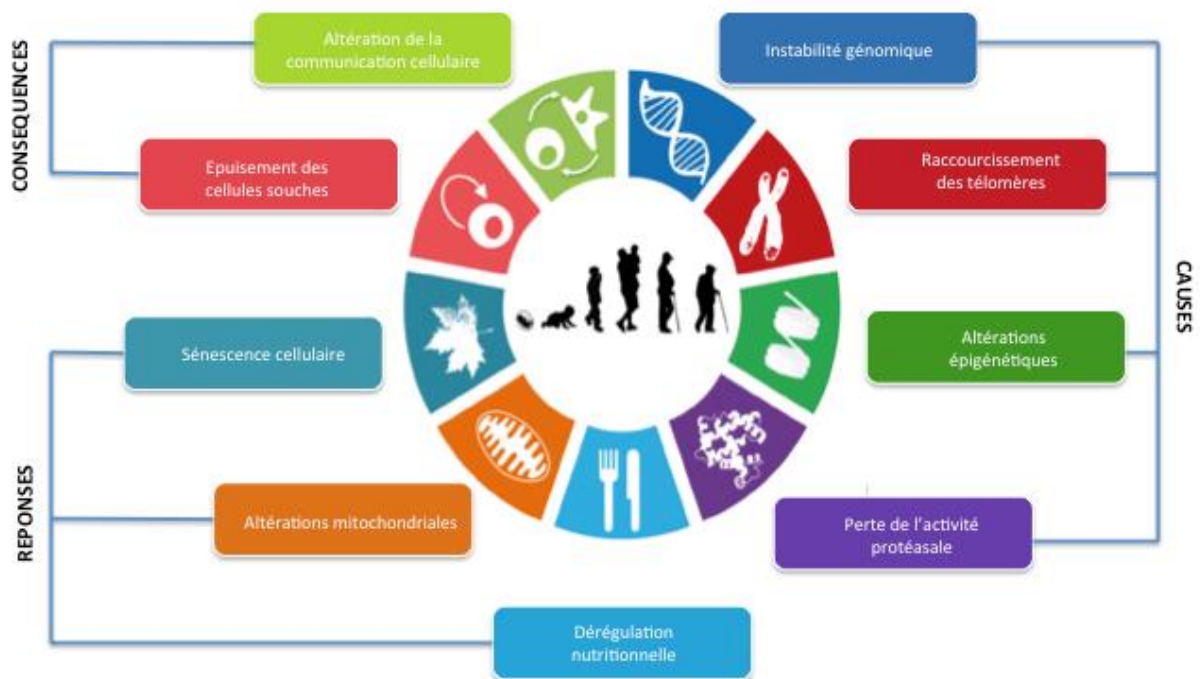 CONSEQUENCES
Altération de la
communication cellulaire
Epuisement des
cellules souches
Instabilité génomique
Raccourcissement
des télomères
CAUSES
Altérations
épigénétiques
Perte de l'activité
protéasale
REPONSES
Sénescence cellulaire
Altérations mitochondriales
Dérégulation
nutritionnelle